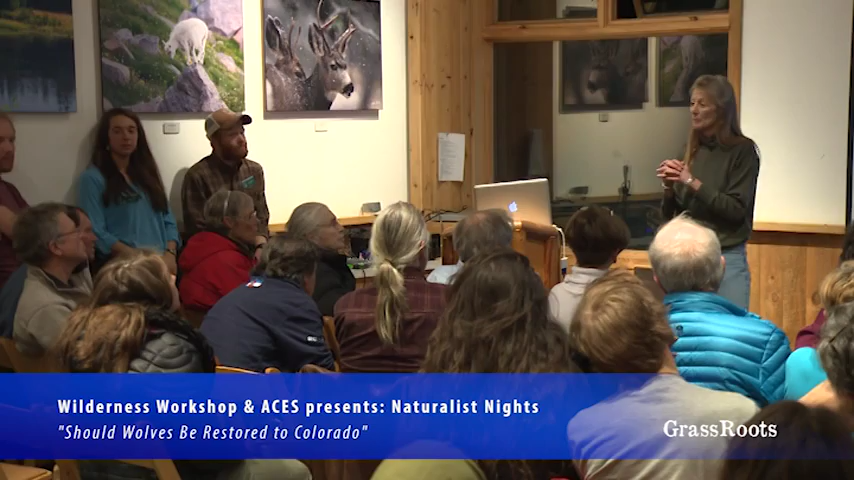 Wilderness Workshop & ACES presents: Naturalist Nights
"Should Wolves Be Restored to Colorado"
GrassRoots